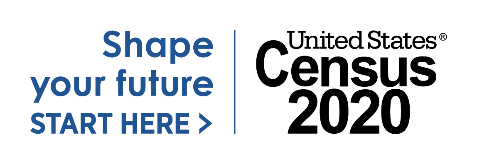 Shape
your future
START HERE >
United States®
Census
2020